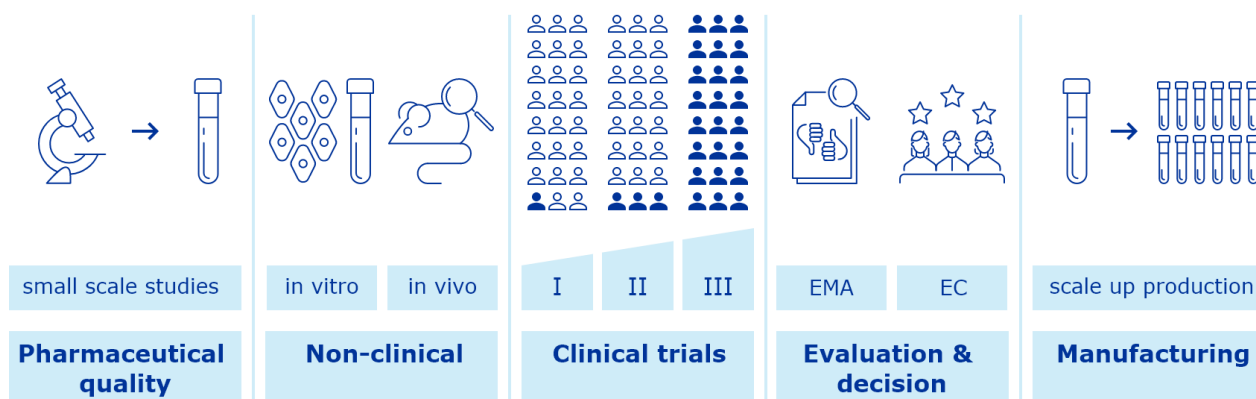 small scale studies
in vitro
in vivo
I
II
III
EMA
EC
scale up production
Pharmaceutical
quality
Non-clinical
Clinical trials
Evaluation &
decision
Manufacturing